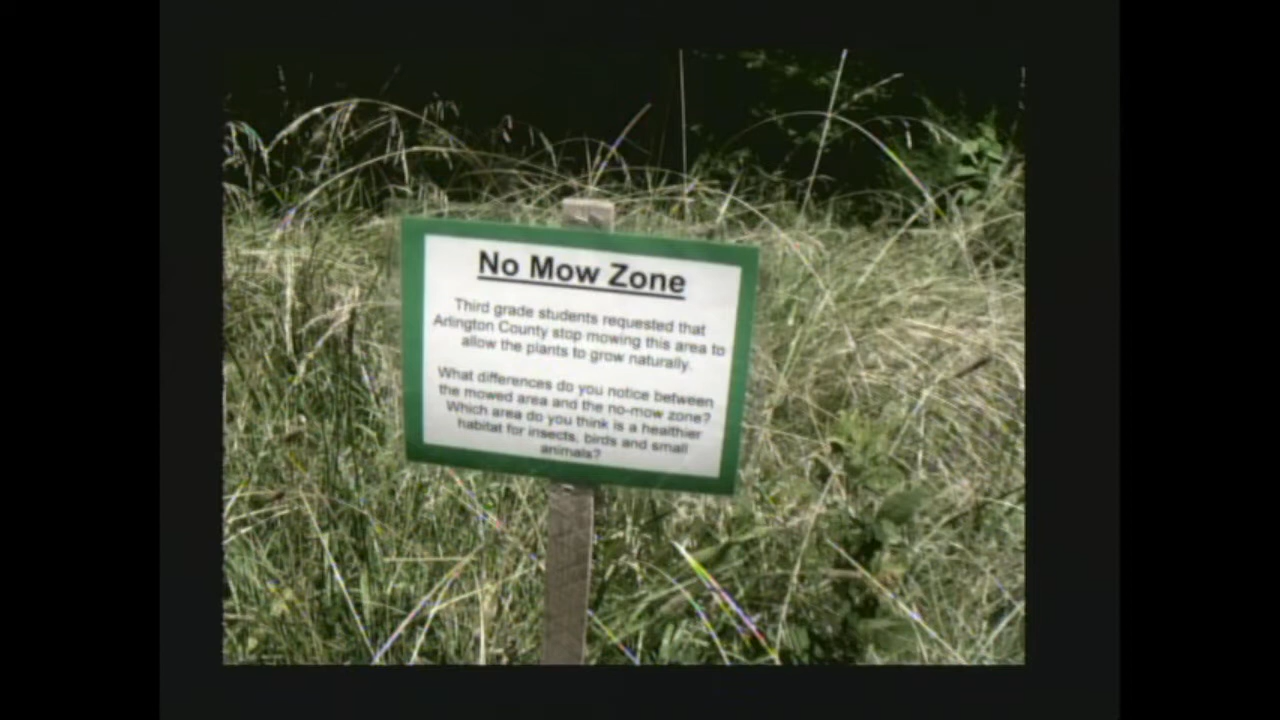 No Mow Zone
Third grade students requested that
Arlington County stop mowing this area to
allow the plants to grow naturally.
What differences do you notice between
the mowed area and the no-mow zone?
Which area do you think is a healthier
habitat for insects, birds and small
animals?